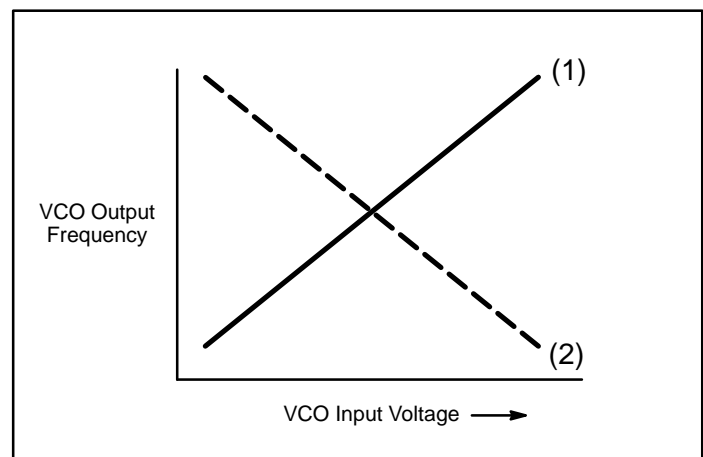 (1)
VCO Output
Frequency
(2)
VCO Input Voltage